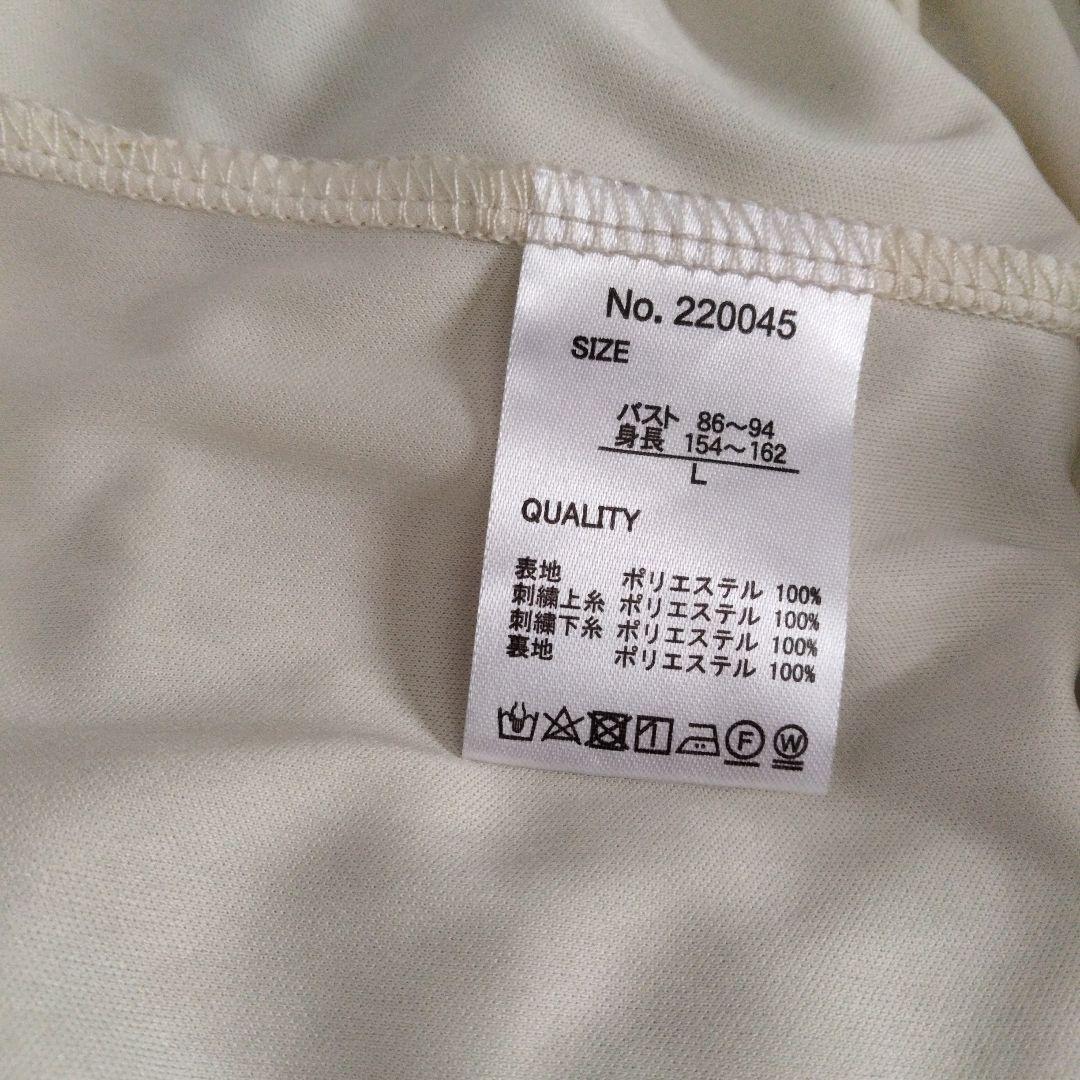 No. 220045
SIZE
バスト 86～94
身長 154～162
L
QUALITY
表地 ポリエステル 100%
刺繍上糸 ポリエステル 100%
刺繍下糸 ポリエステル 100%
裏地 ポリエステル 100%
F W